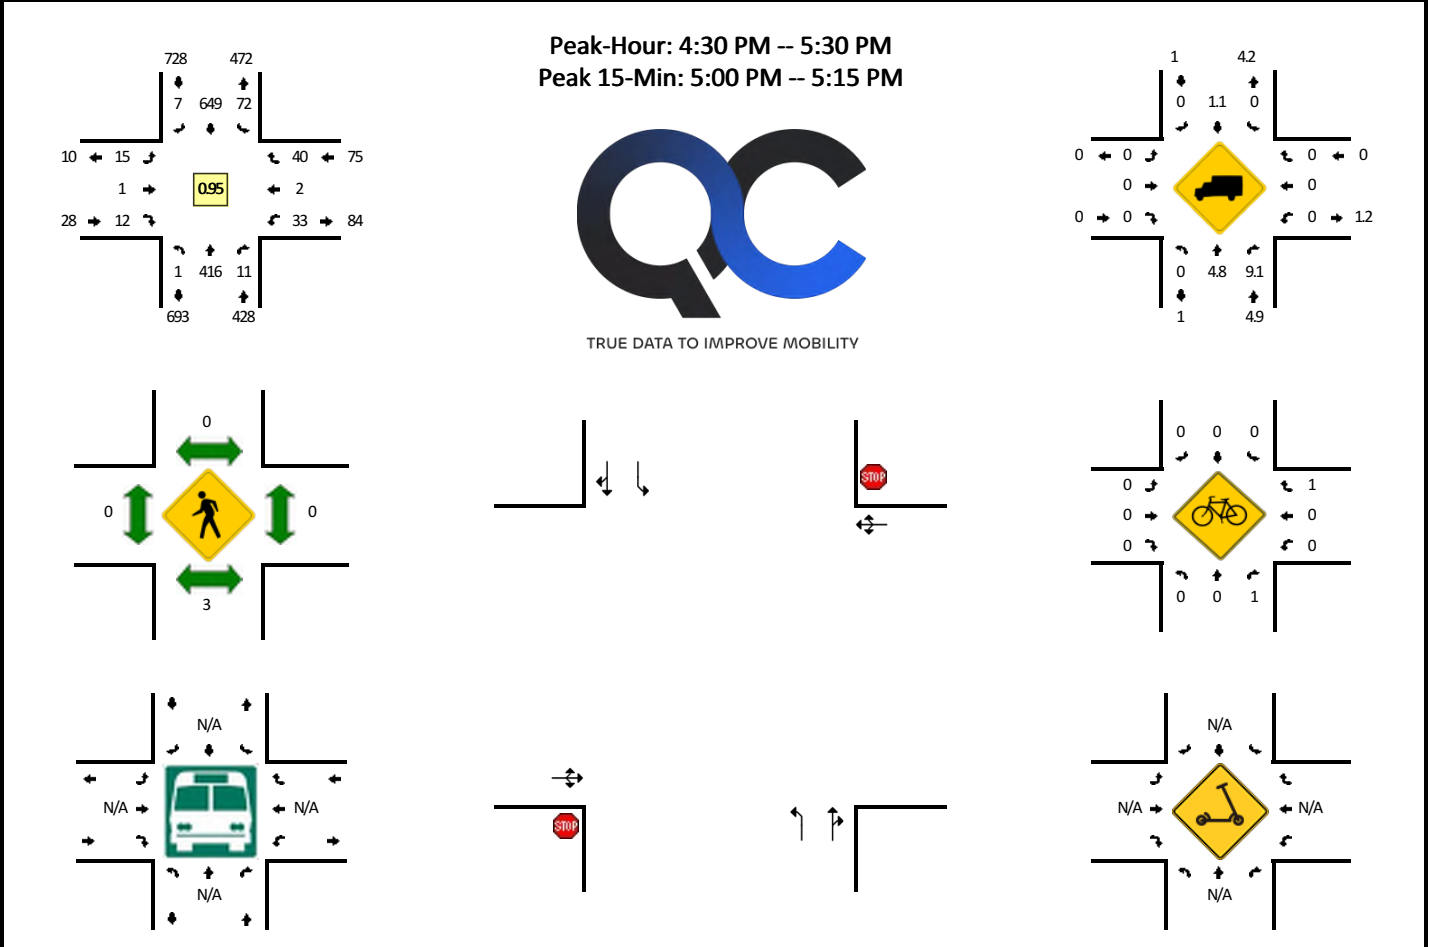 Peak-Hour: 4:30 PM -- 5:30 PM
Peak 15-Min: 5:00 PM -- 5:15 PM
728 472
7 649 72
10 15 40 75
1 0.95 2
28 12 33 84
1 416 11
693 428
QC
TRUE DATA TO IMPROVE MOBILITY
1 4.2
0 1.1 0
0 0 0 0
0 0
0 0 0 1.2
0 4.8 9.1
1 4.9
0
0 0
3
STOP
STOP
0 0 0
0 1
0 0
0 0
0 0 1
N/A
N/A N/A
N/A
N/A
N/A N/A
N/A